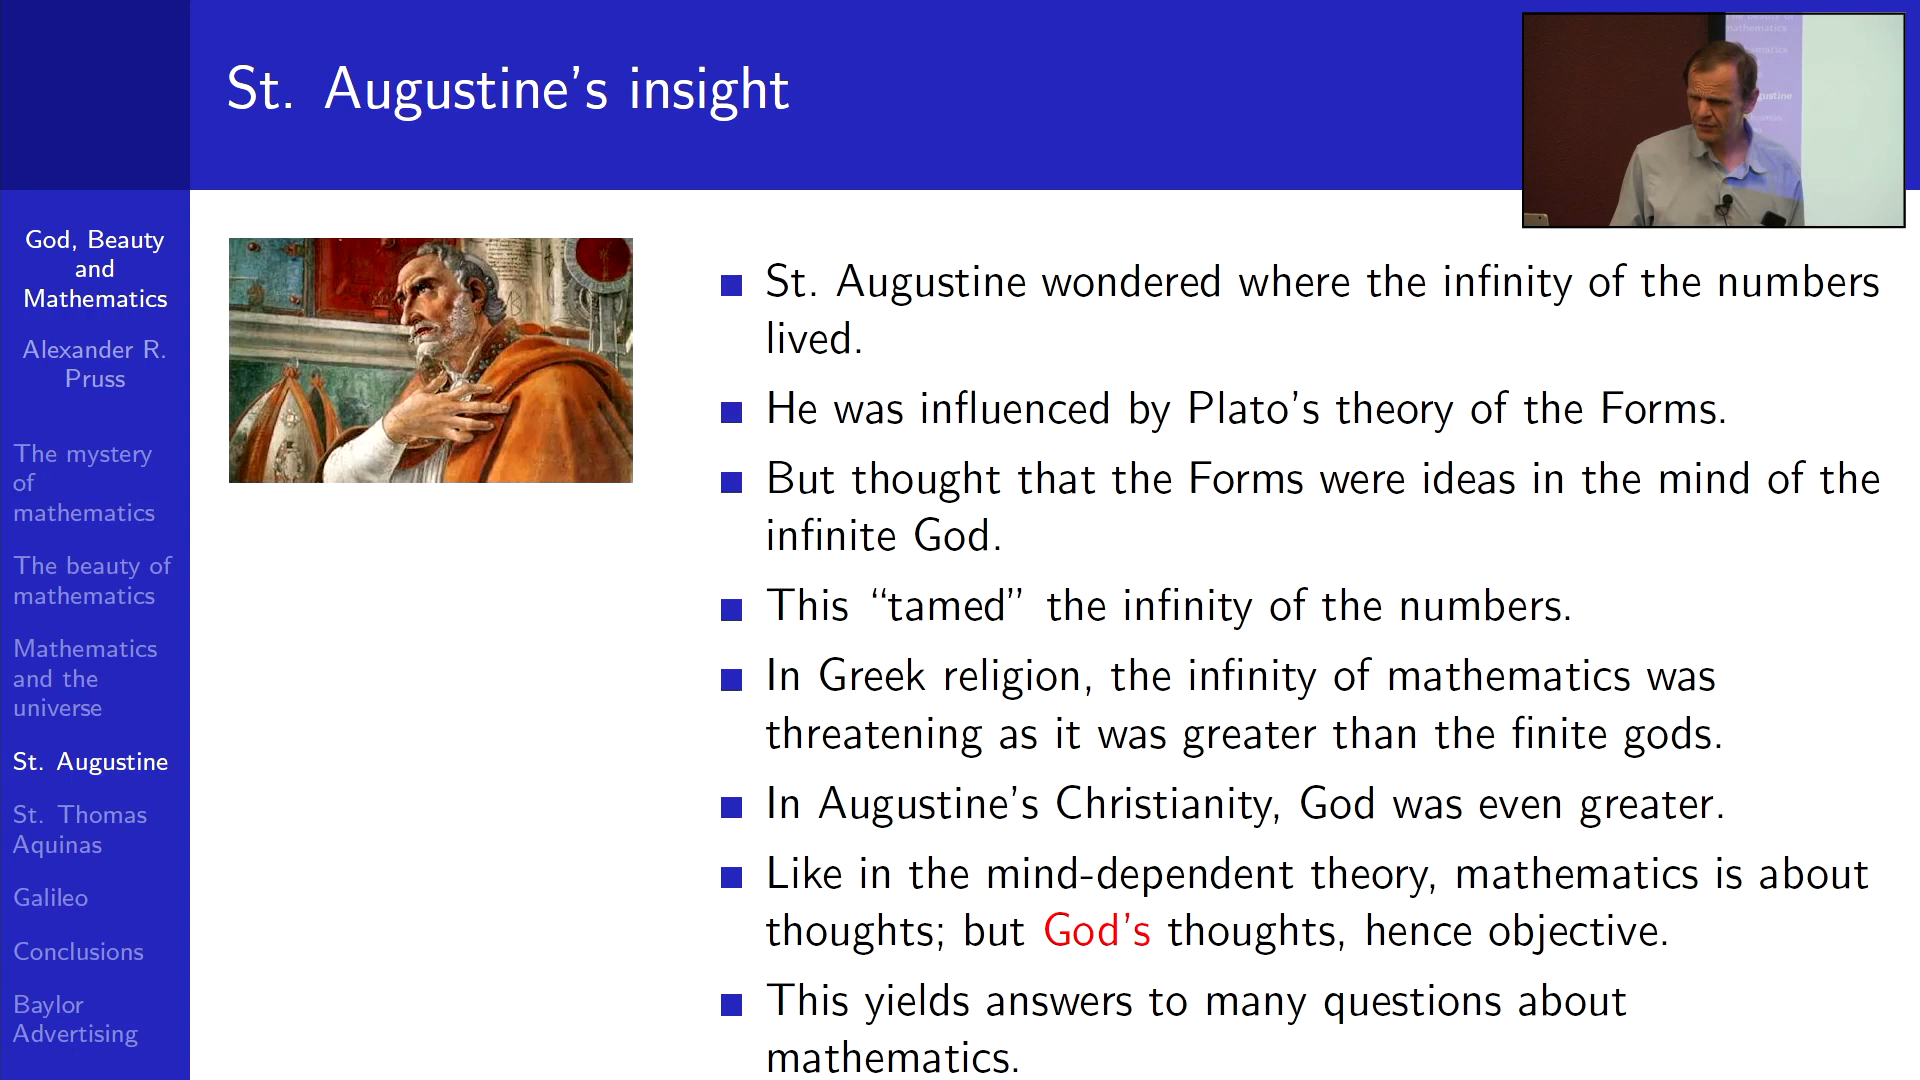 St. Augustine's insight
God, Beauty
and
Mathematics
Alexander R.
Pruss
The mystery
of
mathematics
The beauty of
mathematics
Mathematics
and the
universe
St. Augustine
St. Thomas
Aquinas
Galileo
Conclusions
Baylor
Advertising
■ St. Augustine wondered where the infinity of the numbers
lived.
■ He was influenced by Plato's theory of the Forms.
■ But thought that the Forms were ideas in the mind of the
infinite God.
■ This “tamed” the infinity of the numbers.
■ In Greek religion, the infinity of mathematics was
threatening as it was greater than the finite gods.
■ In Augustine's Christianity, God was even greater.
■ Like in the mind-dependent theory, mathematics is about
thoughts; but God's thoughts, hence objective.
■ This yields answers to many questions about
mathematics.